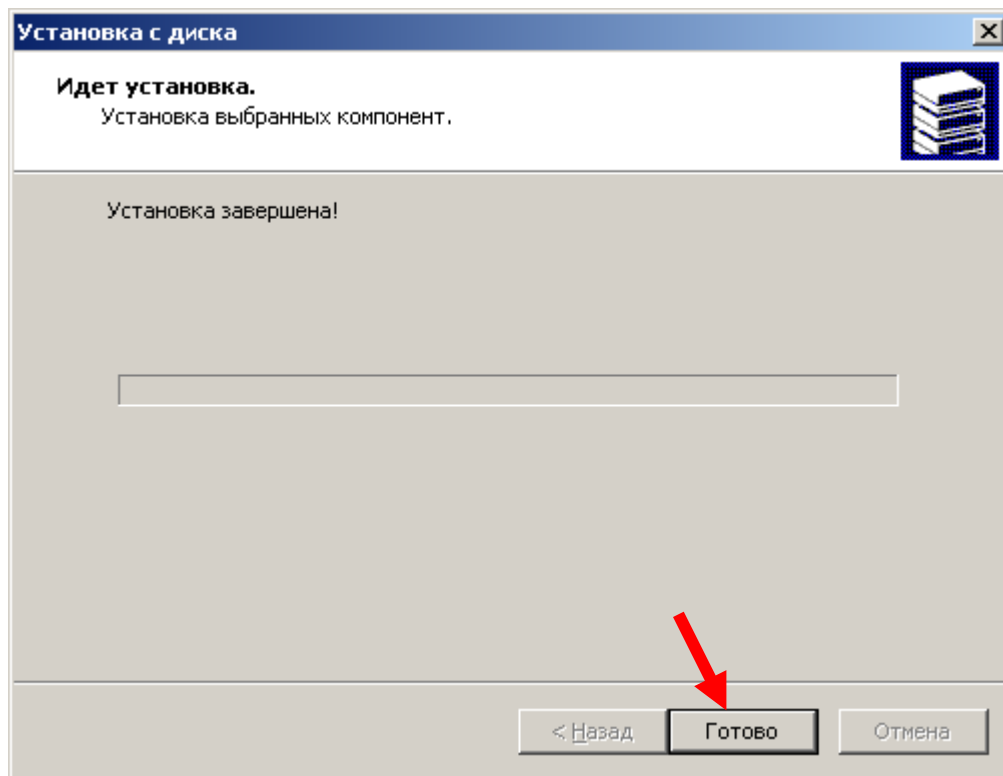 Установка с диска
Идет установка.
Установка выбранных компонент.
Установка завершена!
< Назад
Готово
Отмена